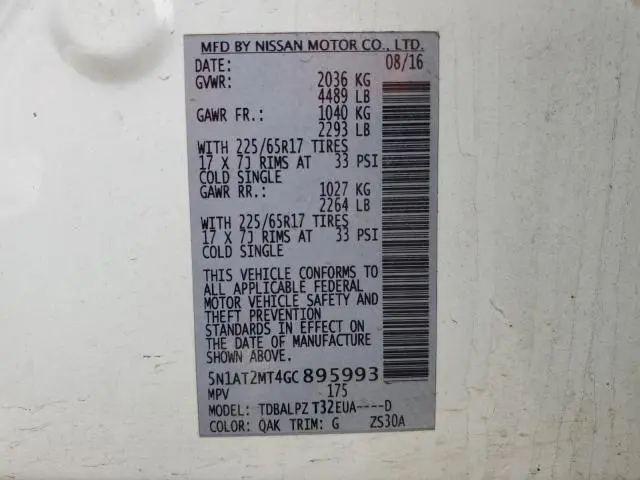 MFD BY NISSAN MOTOR CO., LTD.
DATE: 08/16
GVWR: 2036 KG
4489 LB
GAWR FR.: 1040 KG
2293 LB
WITH 225/65R17 TIRES
17 X 7J RIMS AT 33 PSI
COLD SINGLE
GAWR RR.: 1027 KG
2264 LB
WITH 225/65R17 TIRES
17 X 7J RIMS AT 33 PSI
COLD SINGLE
THIS VEHICLE CONFORMS TO
ALL APPLICABLE FEDERAL
MOTOR VEHICLE SAFETY AND
THEFT PREVENTION
STANDARDS IN EFFECT ON
THE DATE OF MANUFACTURE
SHOWN ABOVE.
5N1AT2MT4GC895993
MPV 175
MODEL: TDBALPZ T32EUA----D
COLOR: QAK TRIM: G ZS30A